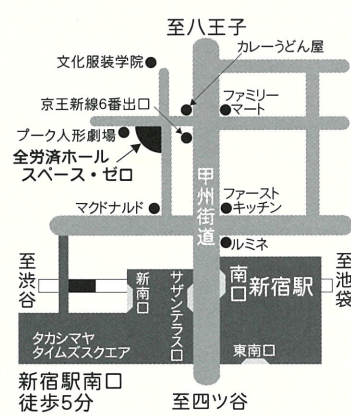 至八王子
カレーうどん屋
文化服装学院
京王新線6番出口
ファミリー
マート
プーク人形劇場
全労済ホール
スペース・ゼロ
甲州街道
マクドナルド
ファースト
キッチン
ルミネ
至渋谷
新南口
サザンテラス口
南口
新宿駅
至池袋
タカシマヤ
タイムズスクエア
東南口
新宿駅南口
徒歩5分
至四ツ谷